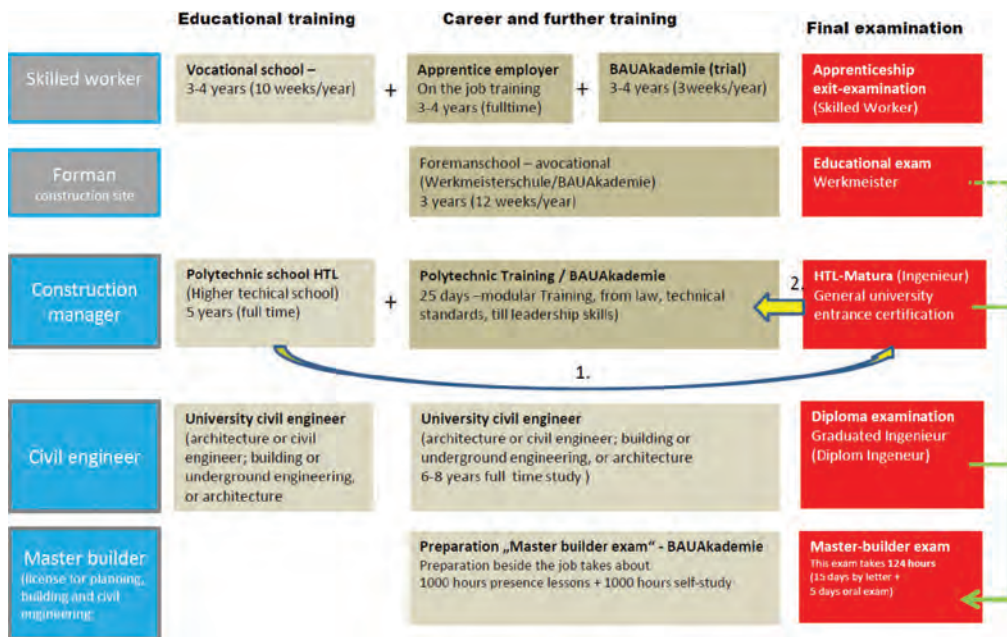 Educational training
Career and further training
Final examination
Skilled worker
Vocational school –
3-4 years (10 weeks/year)
+
Apprentice employer
On the job training
3-4 years (fulltime)
+
BAUAkademie (trial)
3-4 years (3weeks/year)
Apprenticeship
exit-examination
(Skilled Worker)
Forman
construction site
Foremanschool – avocational
(Werkmeisterschule/BAUAkademie)
3 years (12 weeks/year)
Educational exam
Werkmeister
Construction
manager
Polytechnic school HTL
(Higher techical school)
5 years (full time)
+
Polytechnic Training / BAUAkademie
25 days –modular Training, from law, technical
standards, till leadership skills)
2.
HTL-Matura (Ingenieur)
General university
entrance certification
1.
Civil engineer
University civil engineer
(architecture or civil
engineer; building or
underground engineering,
or architecture
University civil engineer
(architecture or civil engineer; building or
underground engineering, or architecture
6-8 years full time study )
Diploma examination
Graduated Ingenieur
(Diplom Ingeneur)
Master builder
(license for planning,
building and civil
engineering;
Preparation „Master builder exam“ - BAUAkademie
Preparation beside the job takes about
1000 hours presence lessons + 1000 hours self-study
Master-builder exam
This exam takes 124 hours
(15 days by letter +
5 days oral exam)